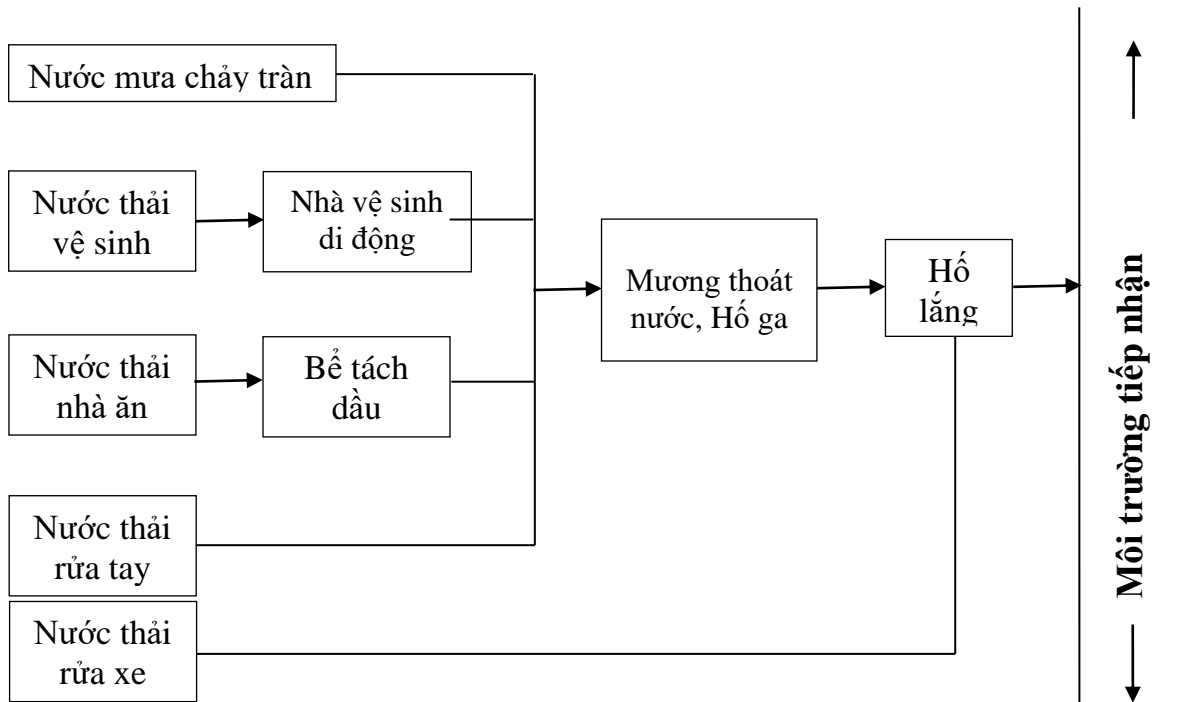 Nước mưa chảy tràn
Nước thải
vệ sinh
Nhà vệ sinh
di động
Nước thải
nhà ăn
Bể tách
dầu
Nước thải
rửa tay
Nước thải
rửa xe
Mương thoát
nước, Hố ga
Hố
lắng
Môi trường tiếp nhận